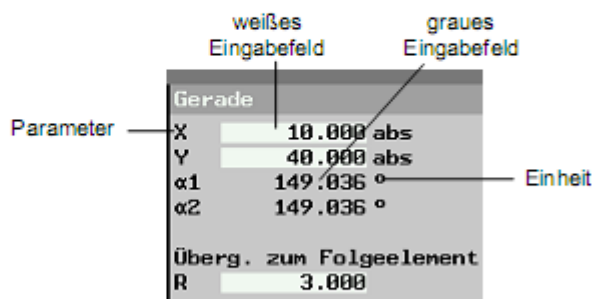 weißes
Eingabefeld
graues
Eingabefeld
Gerade
Parameter
X 10.000 abs
Y 40.000 abs
α1 149.036 °
Einheit
α2 149.036 °
Überg. zum Folgeelement
R 3.000